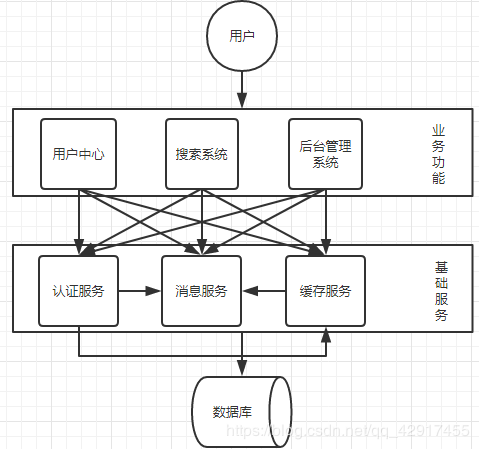 用户
用户中心
搜索系统
后台管理
系统
业
务
功
能
认证服务
消息服务
缓存服务
基
础
服
务
数据库
https://blog.csdn.net/qq_42917455